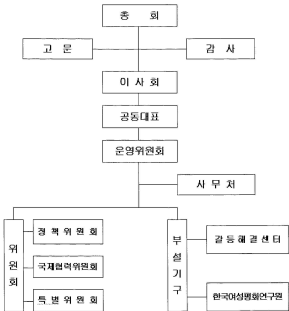 총 회
고 문
감 사
이 사 회
공동대표
운영위원회
사 무 처
위원회
정 책 위 원 회
국제협력위원회
특 별 위 원 회
부설기구
갈 등 해 결 센 터
한국여성평화연구원